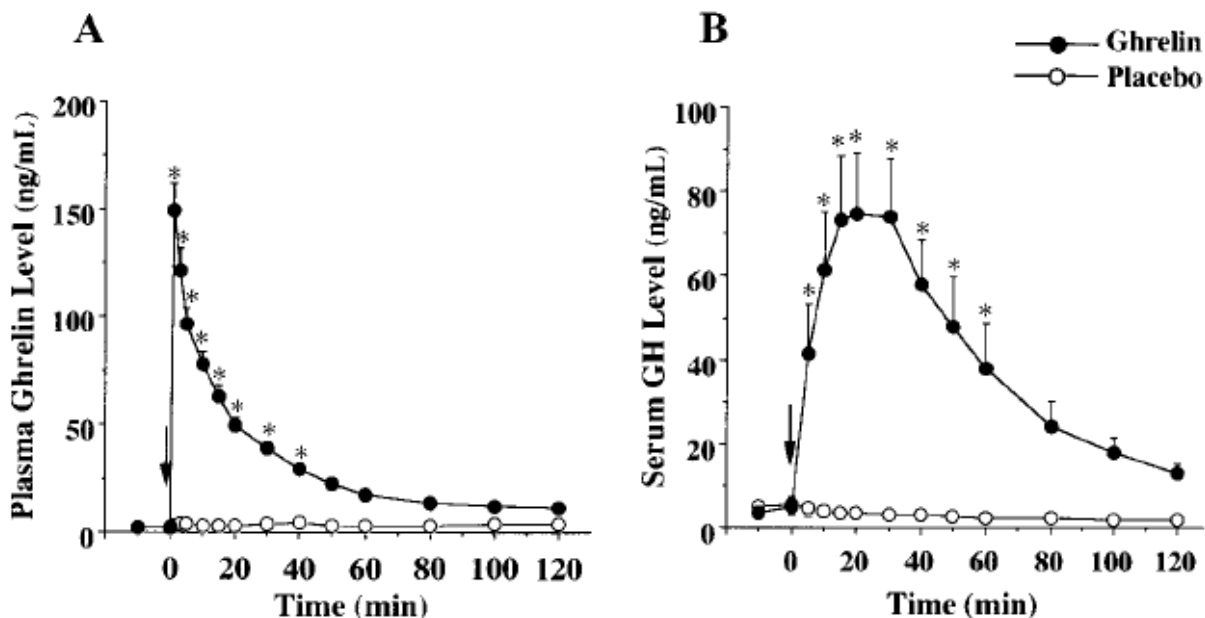 A
Plasma Ghrelin Level (ng/mL)
200
150
100
50
0
* * * * * * * * *
0 20 40 60 80 100 120
Time (min)
B
Ghrelin
Placebo
Serum GH Level (ng/mL)
100
80
60
40
20
0
* * * * * * * *
0 20 40 60 80 100 120
Time (min)